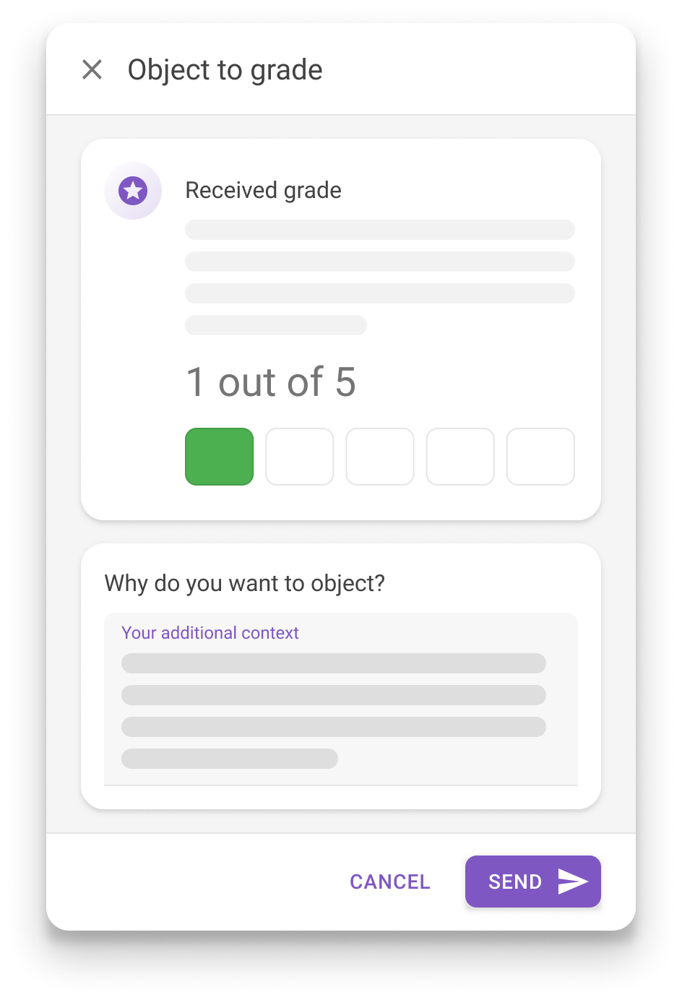 Object to grade
Received grade
1 out of 5
Why do you want to object?
Your additional context
CANCEL
SEND